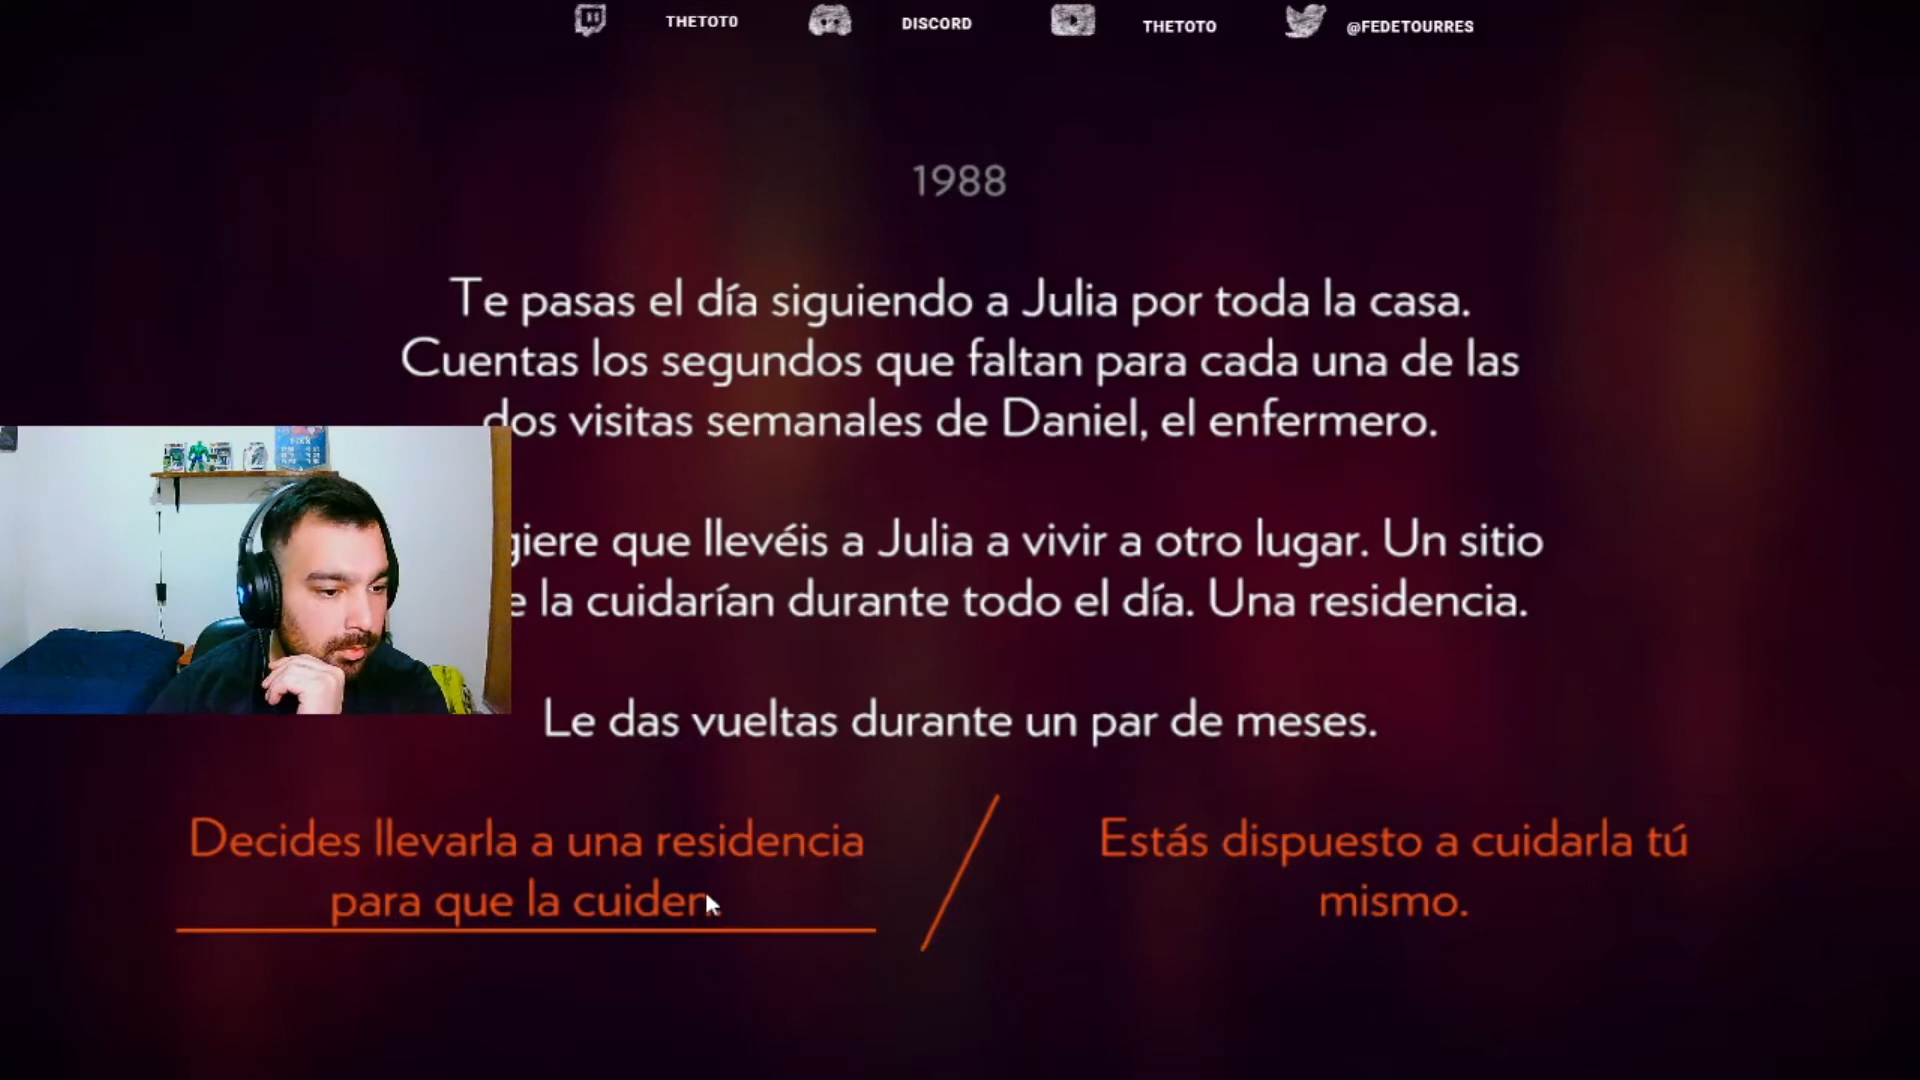 THETOT0
DISCORD
THETOTO
@FEDETOURRES
1988
Te pasas el día siguiendo a Julia por toda la casa.
Cuentas los segundos que faltan para cada una de las
dos visitas semanales de Daniel, el enfermero.
que llevéis a Julia a vivir a otro lugar. Un sitio
la cuidarían durante todo el día. Una residencia.
Le das vueltas durante un par de meses.
Decides llevarla a una residencia
para que la cuiden.
Estás dispuesto a cuidarla tú
mismo.